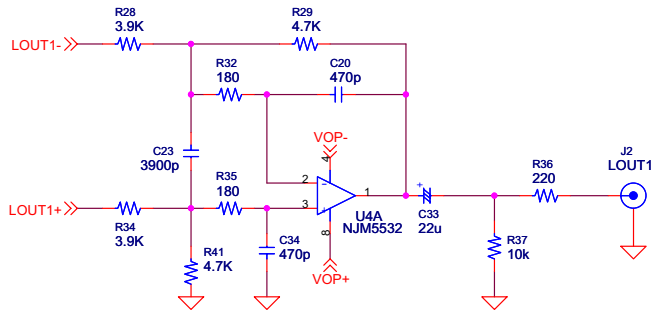 R28
3.9K
R29
4.7K
LOUT1-
R32
180
C20
470p
C23
3900p
VOP-
4
2
3
1
8
U4A
NJM5532
VOP+
R35
180
LOUT1+
R34
3.9K
R41
4.7K
C34
470p
+
C33
22u
R36
220
R37
10k
J2
LOUT1